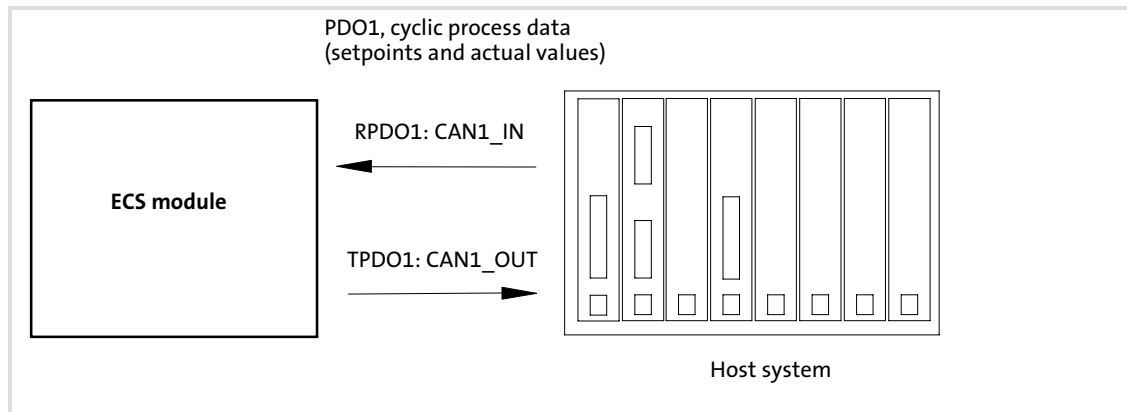 PDO1, cyclic process data
(setpoints and actual values)
RPDO1: CAN1_IN
ECS module
TPDO1: CAN1_OUT
Host system